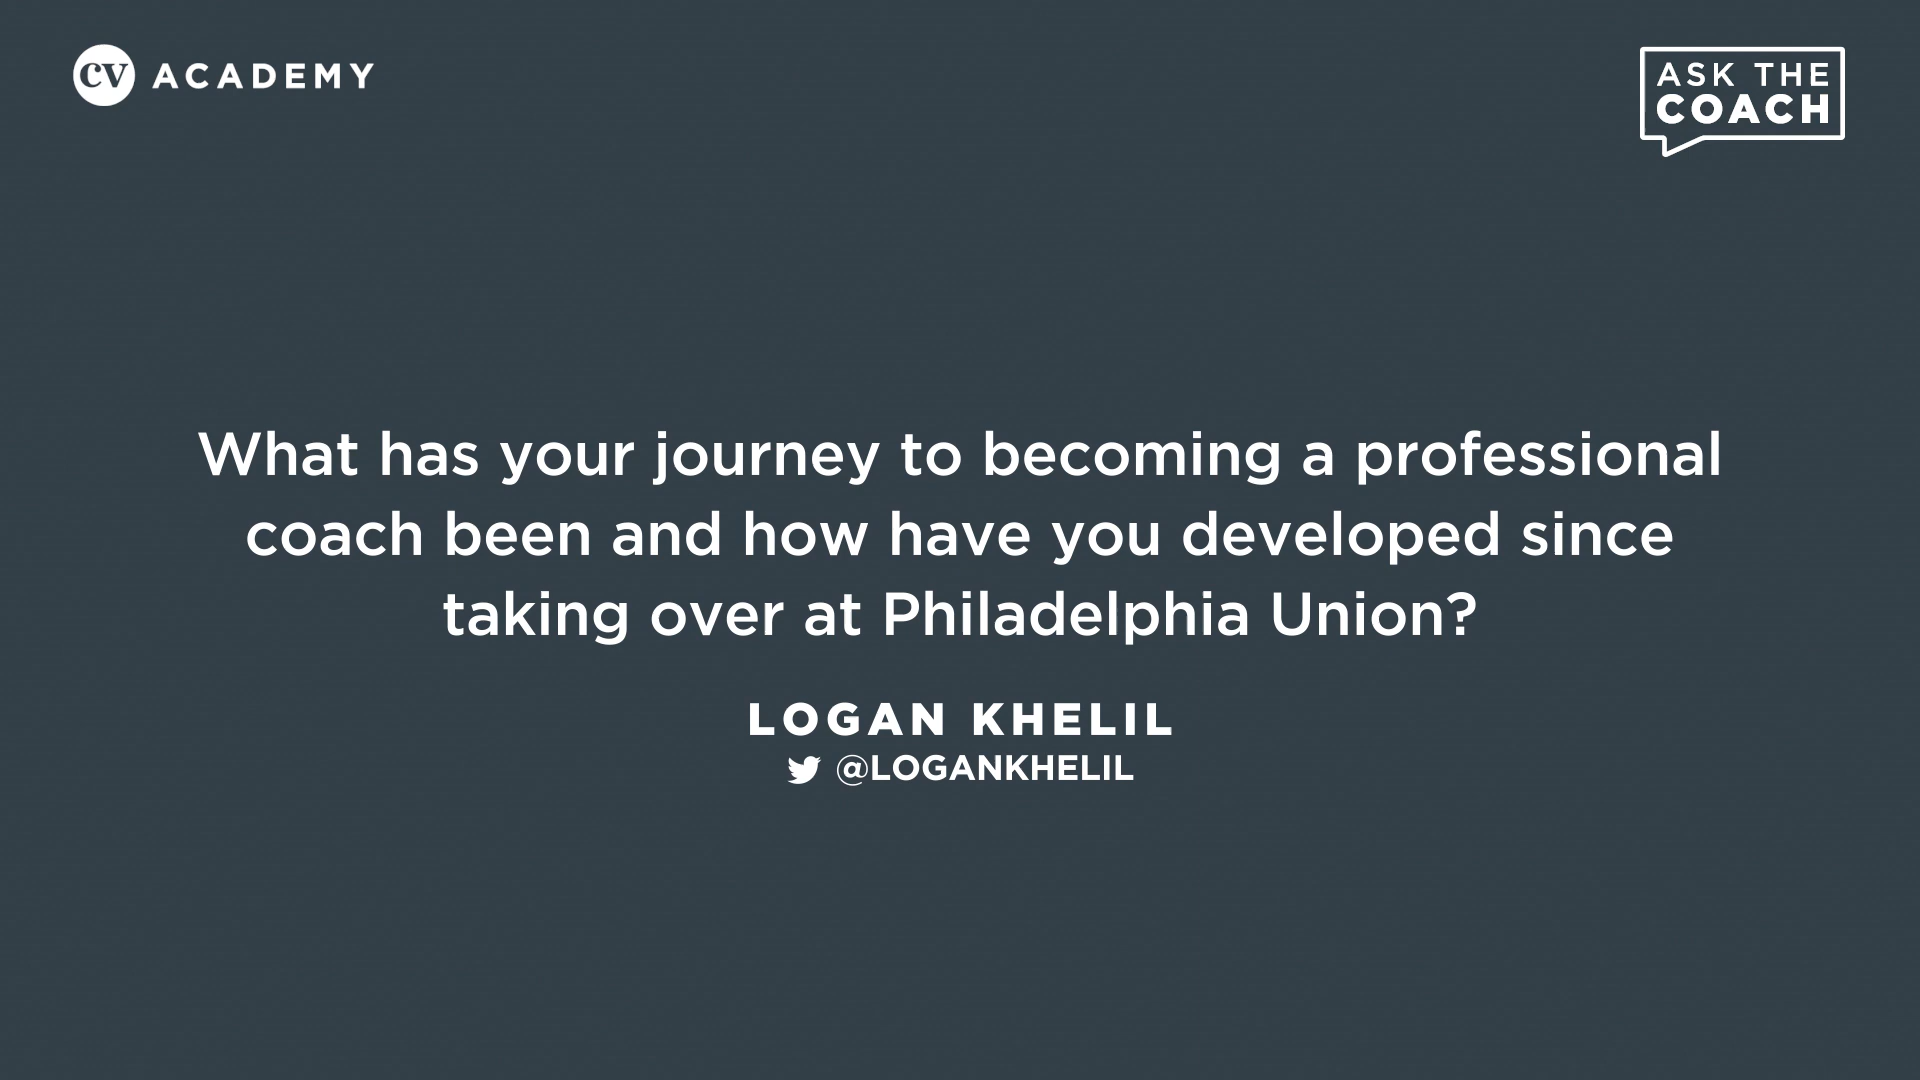 CV ACADEMY
ASK THE
COACH
What has your journey to becoming a professional
coach been and how have you developed since
taking over at Philadelphia Union?
LOGAN KHELIL
@LOGANKHELIL